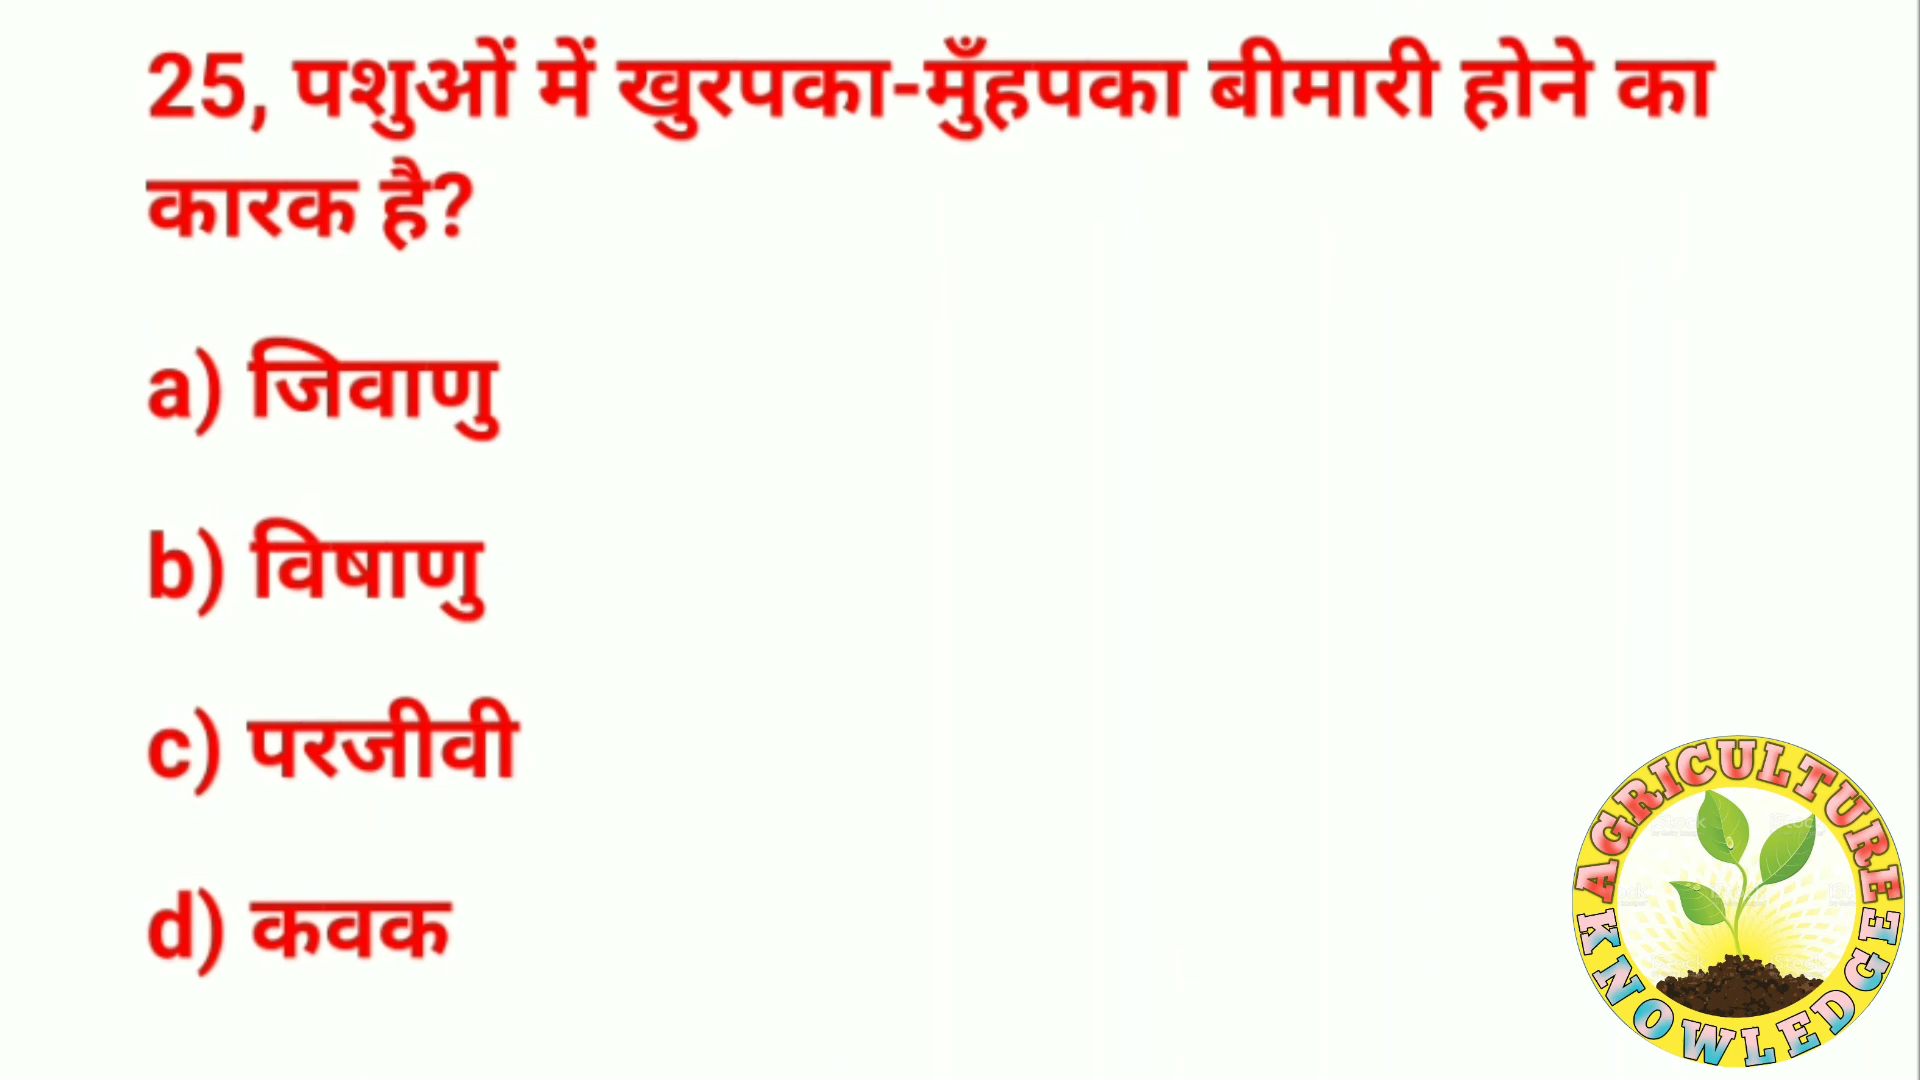 25, पशुओं में खुरपका-मुँहपका बीमारी होने का
कारक है?
a) जिवाणु
b) विषाणु
c) परजीवी
d) कवक
AGRICULTURE
KNOWLEDGE